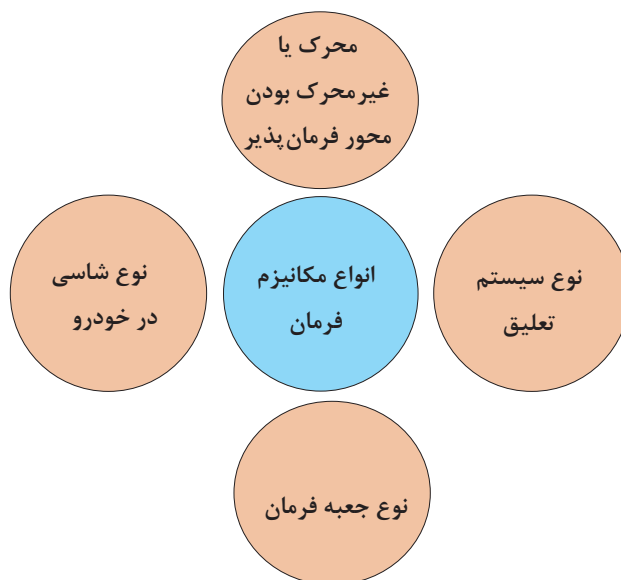 محرک یا
غیرمحرک بودن
محور فرمان‌پذیر
نوع سیستم
تعلیق
انواع مکانیزم
فرمان
نوع شاسی
در خودرو
نوع جعبه فرمان